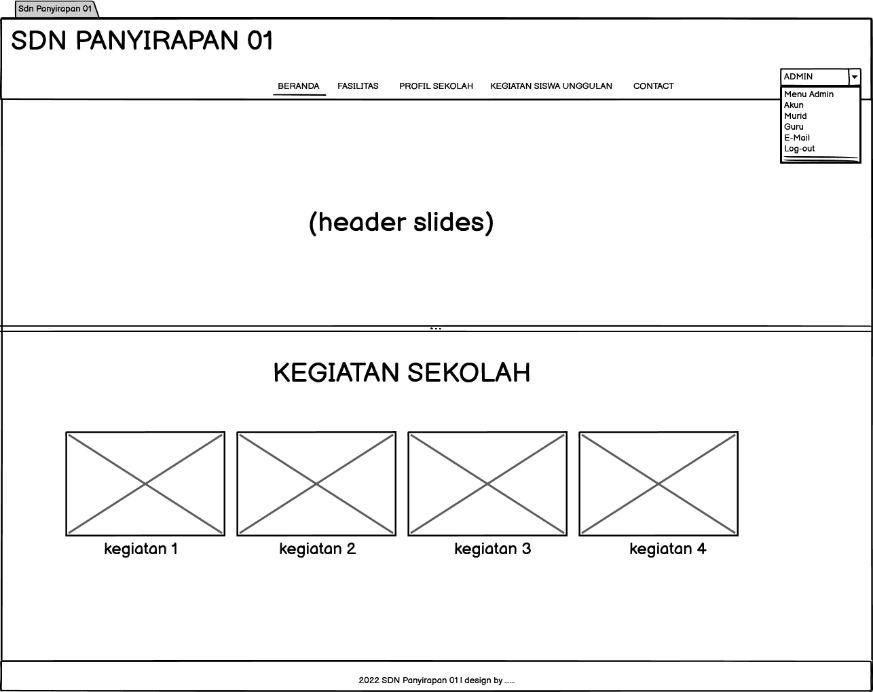 Sdn Panyirapan 01
SDN PANYIRAPAN 01
BERANDA FASILITAS PROFIL SEKOLAH KEGIATAN SISWA UNGGULAN CONTACT
ADMIN
Menu Admin
Akun
Murid
Guru
E-Mail
Log-out
(header slides)
KEGIATAN SEKOLAH
kegiatan 1 kegiatan 2 kegiatan 3 kegiatan 4
2022 SDN Panyirapan 01 | design by .....